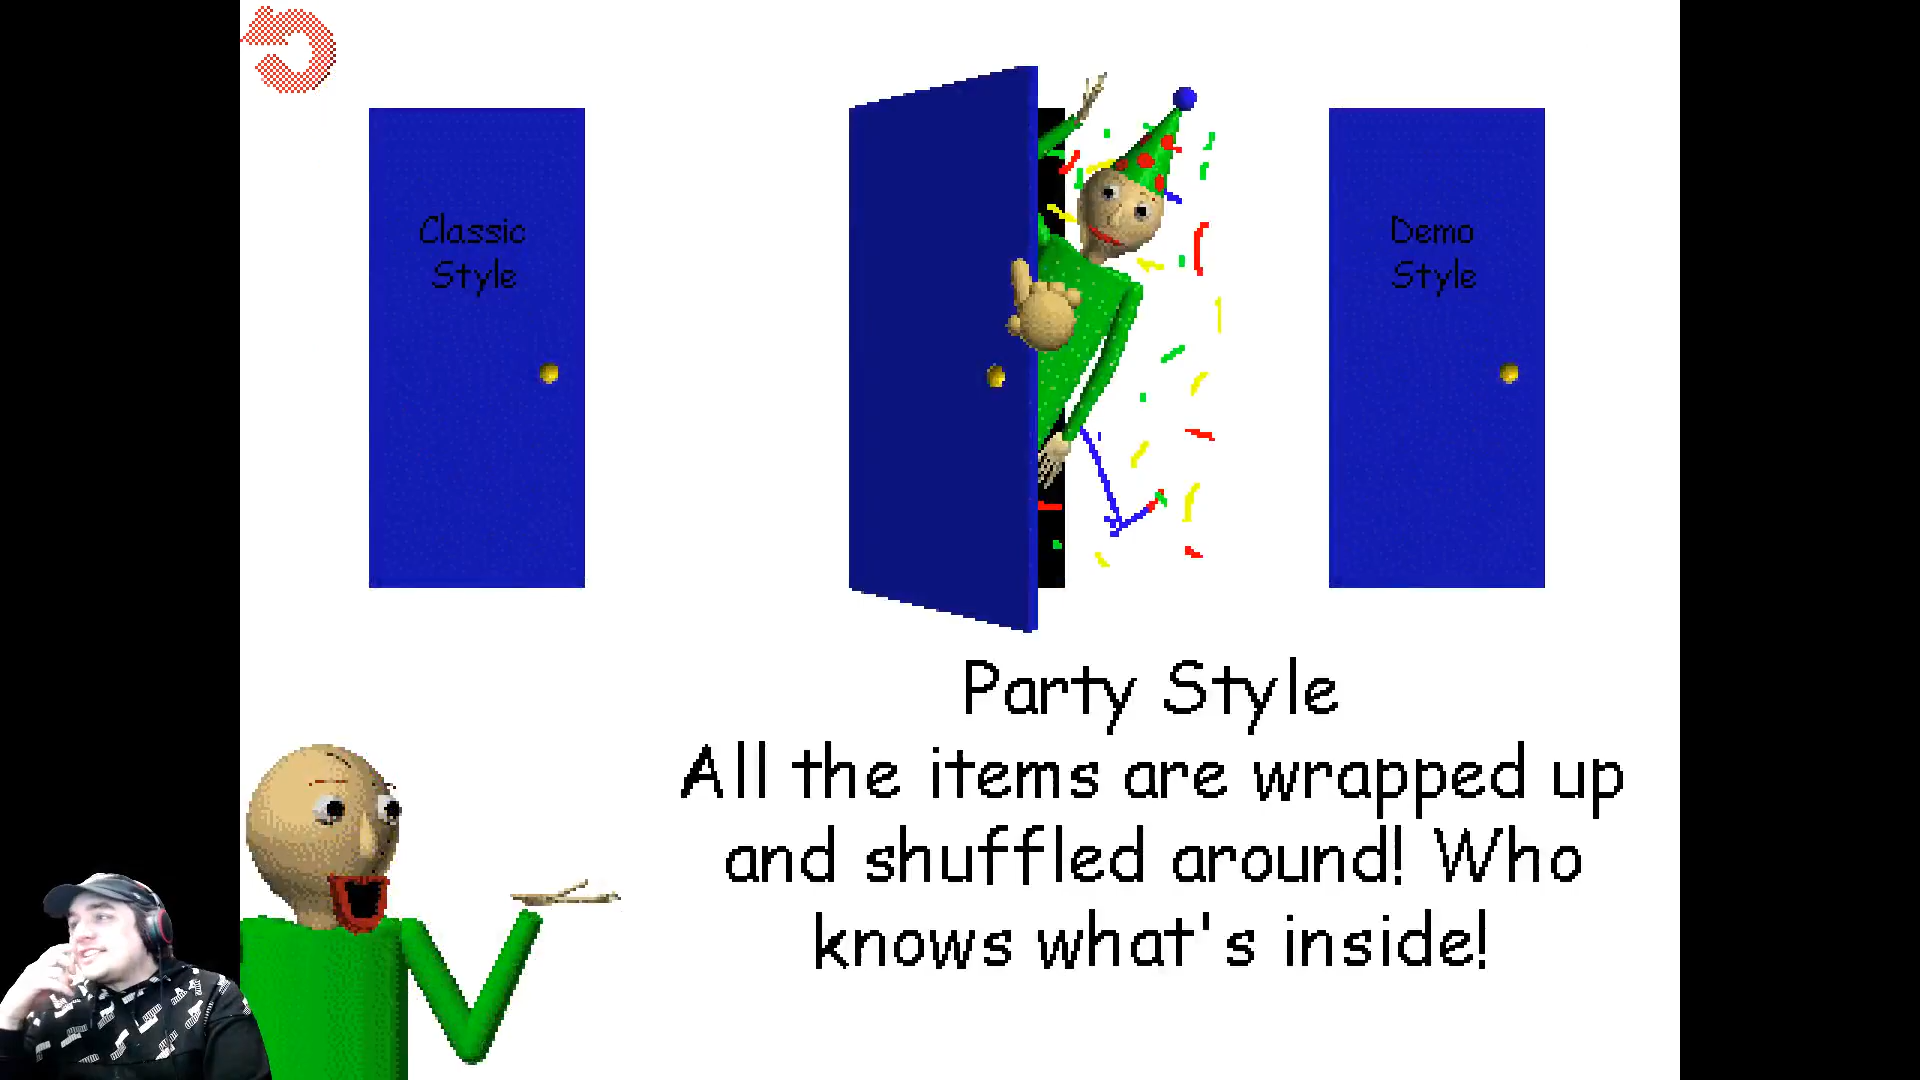 Classic
Style
Demo
Style
Party Style
All the items are wrapped up
and shuffled around! Who
knows what's inside!